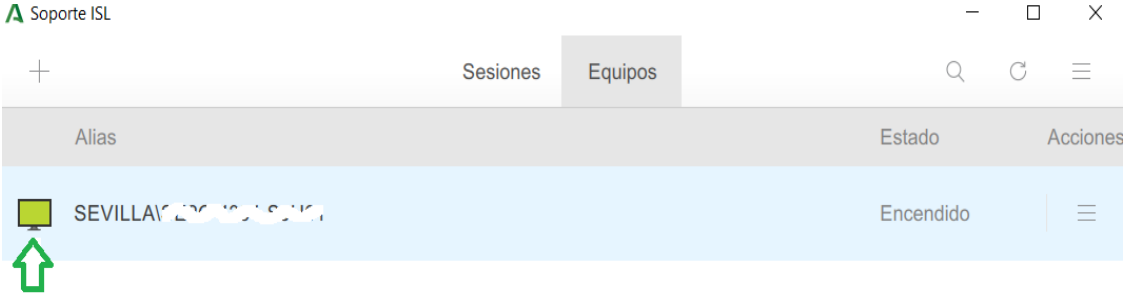 Soporte ISL
Sesiones Equipos
Alias Estado Acciones
SEVILLA\ Encendido